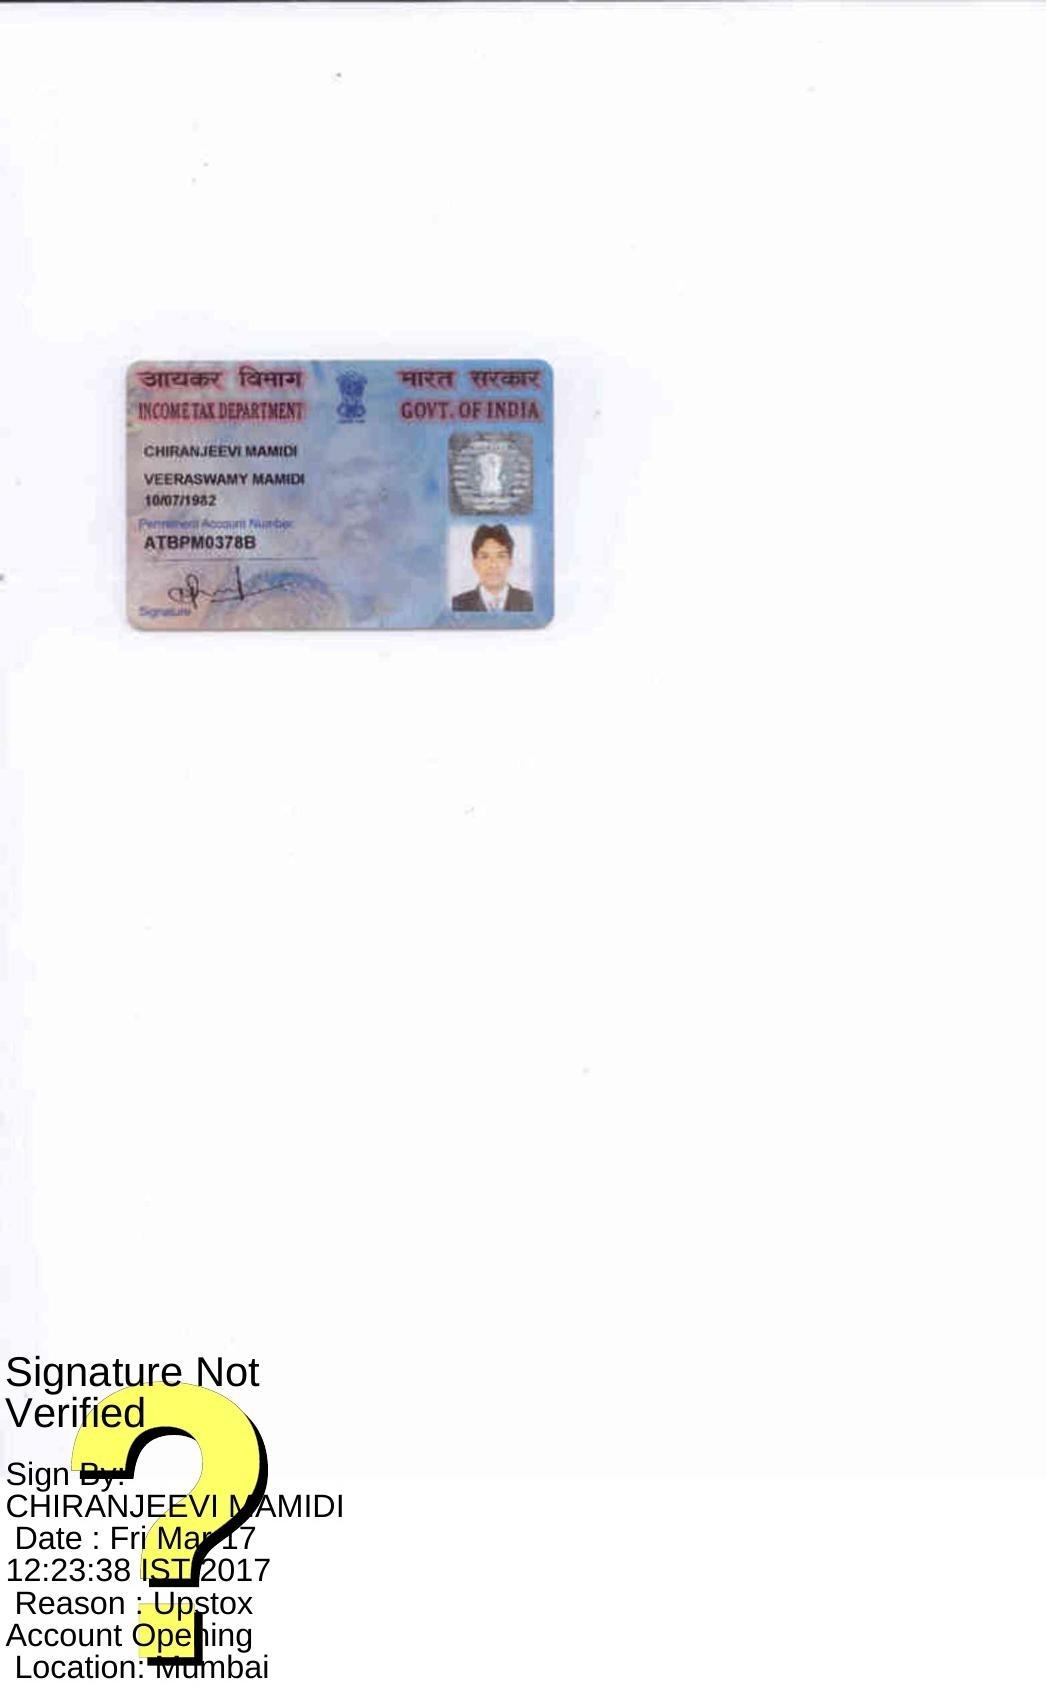 आयकर विभाग
भारत सरकार
INCOME TAX DEPARTMENT
GOVT. OF INDIA
CHIRANJEEVI MAMIDI
VEERASWAMY MAMIDI
10/07/1982
Permanent Account Number
ATBPM0378B
Signature
Signature Not
Verified
Sign By:
CHIRANJEEVI MAMIDI
Date : Fri Mar 17
12:23:38 IST 2017
Reason : Upstox
Account Opening
Location: Mumbai